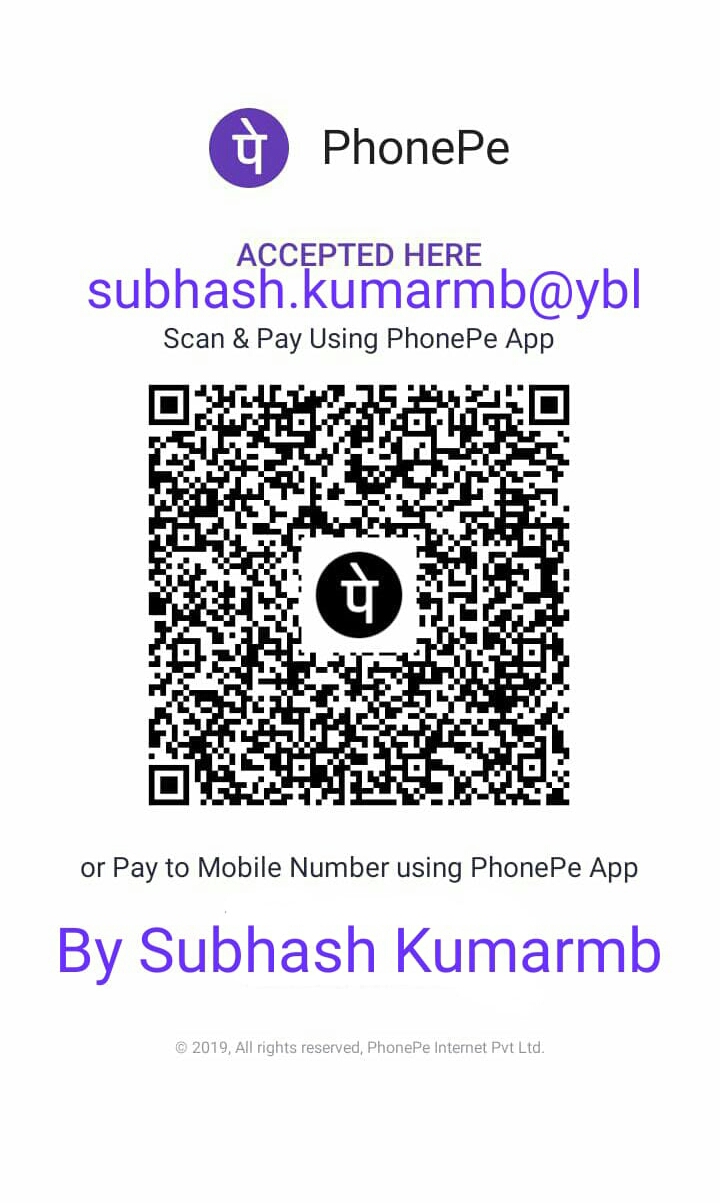 पे PhonePe
ACCEPTED HERE
subhash.kumarmb@ybl
Scan & Pay Using PhonePe App
पे
or Pay to Mobile Number using PhonePe App
By Subhash Kumarmb
© 2019, All rights reserved, PhonePe Internet Pvt Ltd.